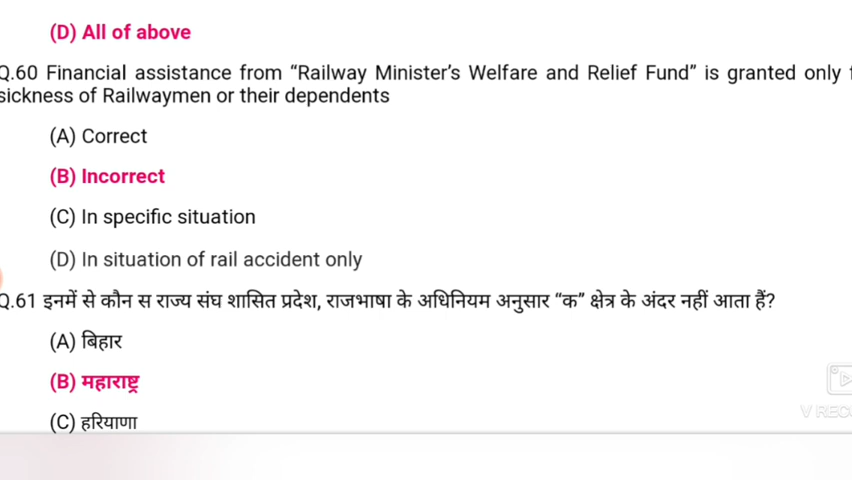 (D) All of above
Q.60 Financial assistance from “Railway Minister’s Welfare and Relief Fund” is granted only
sickness of Railwaymen or their dependents
(A) Correct
(B) Incorrect
(C) In specific situation
(D) In situation of rail accident only
Q.61 इनमें से कौन स राज्य संघ शासित प्रदेश, राजभाषा के अधिनियम अनुसार “क” क्षेत्र के अंदर नहीं आता हैं?
(A) बिहार
(B) महाराष्ट्र
V RECO
(C) हरियाणा